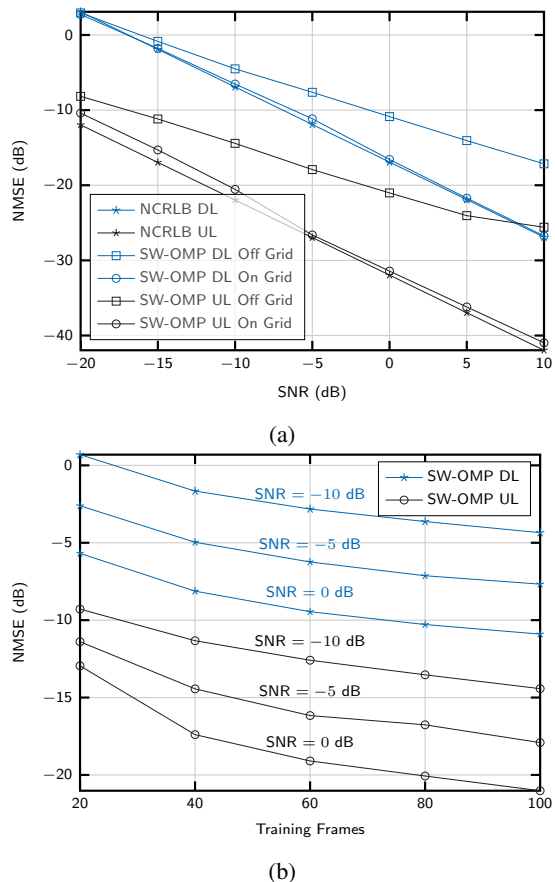 0
−10
−20
−30
−40
NMSE (dB)
NCRLB DL
NCRLB UL
SW-OMP DL Off Grid
SW-OMP DL On Grid
SW-OMP UL Off Grid
SW-OMP UL On Grid
−20 −15 −10 −5 0 5 10
SNR (dB)
(a)
0
−5
−10
−15
−20
NMSE (dB)
SW-OMP DL
SW-OMP UL
SNR = −10 dB
SNR = −5 dB
SNR = 0 dB
SNR = −10 dB
SNR = −5 dB
SNR = 0 dB
20 40 60 80 100
Training Frames
(b)